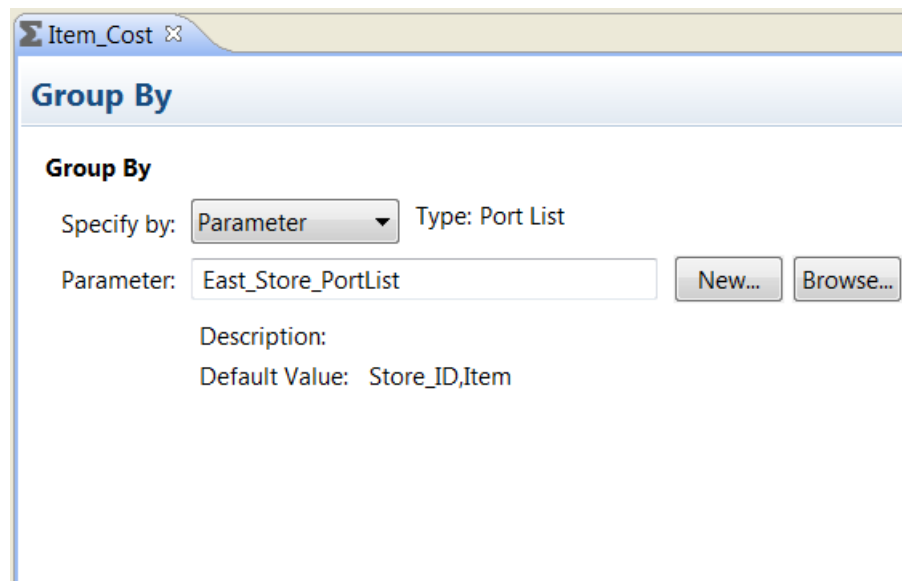 Item_Cost
Group By
Group By
Specify by: Parameter Type: Port List
Parameter: East_Store_PortList New... Browse...
Description:
Default Value: Store_ID,Item